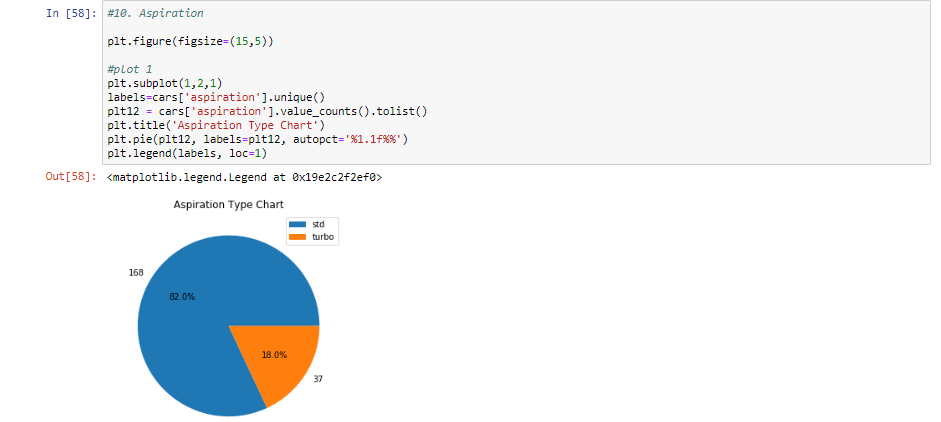 In [58]: #10. Aspiration
plt.figure(figsize=(15,5))
#plot 1
plt.subplot(1,2,1)
labels=cars['aspiration'].unique()
plt12 = cars['aspiration'].value_counts().tolist()
plt.title('Aspiration Type Chart')
plt.pie(plt12, labels=plt12, autopct='%1.1f%%')
plt.legend(labels, loc=1)
Out[58]: <matplotlib.legend.Legend at 0x19e2c2f2ef0>
Aspiration Type Chart
std
turbo
168
82.0%
18.0%
37